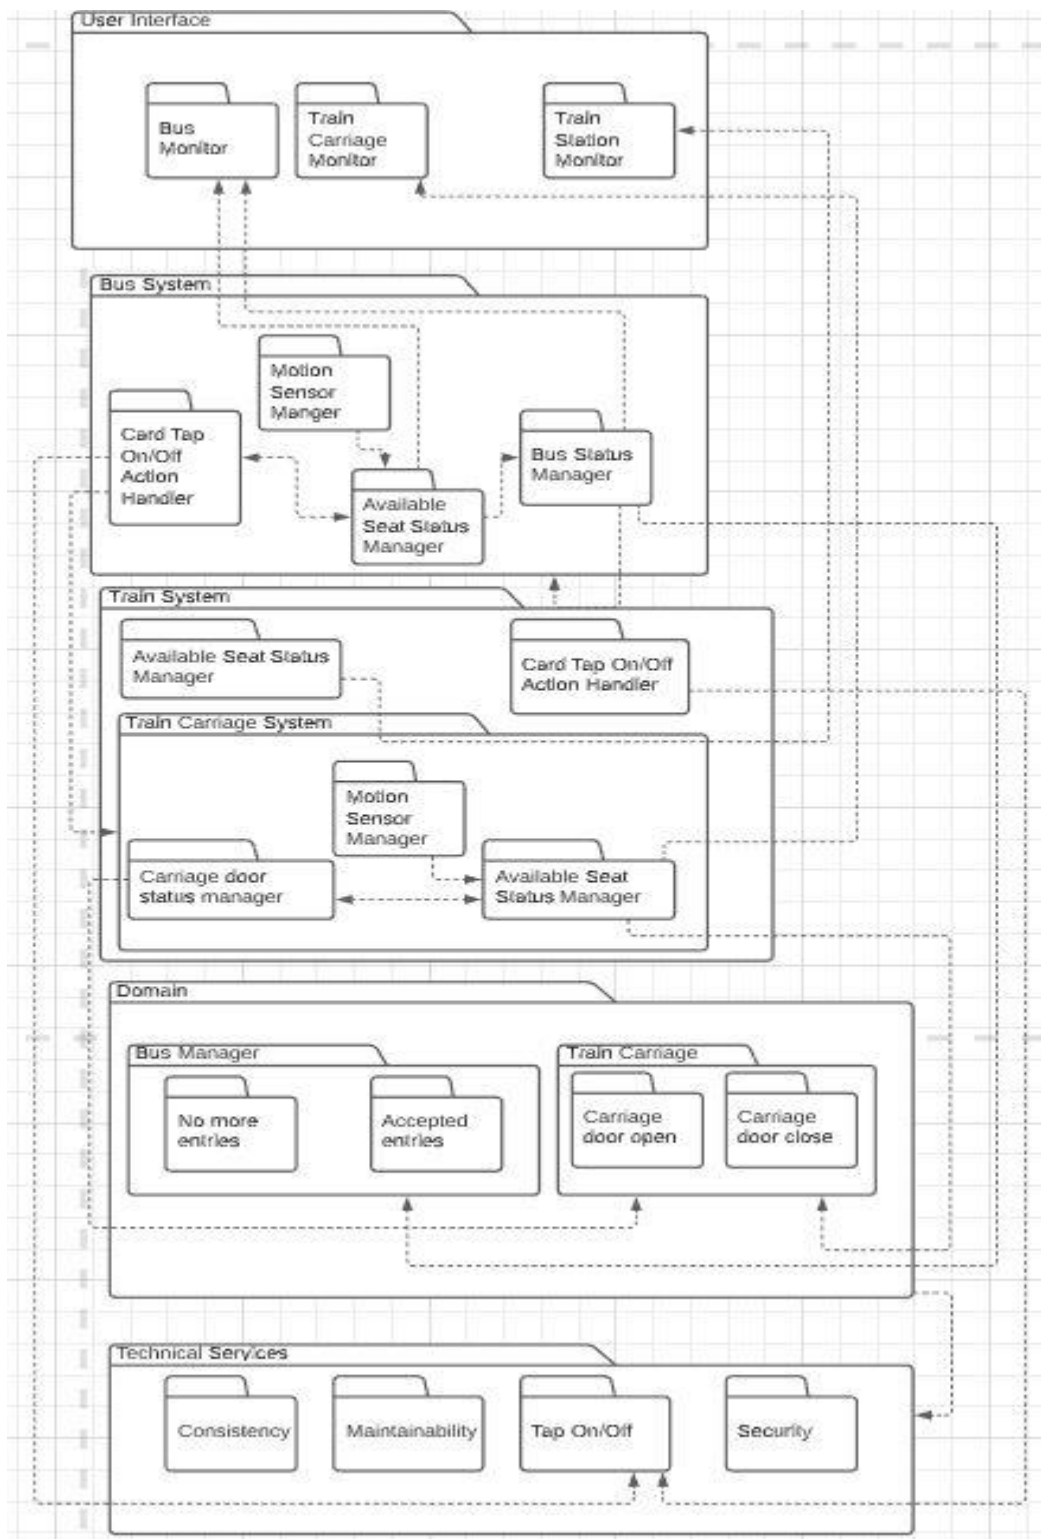 User Interface
Bus
Monitor
Train
Carriage
Monitor
Train
Station
Monitor
Bus System
Motion
Sensor
Manger
Card Tap
On/Off
Action
Handler
Available
Seat Status
Manager
Bus Status
Manager
Train System
Available Seat Status
Manager
Card Tap On/Off
Action Handler
Train Carriage System
Motion
Sensor
Manager
Carriage door
status manager
Available Seat
Status Manager
Domain
Bus Manager
No more
entries
Accepted
entries
Train Carriage
Carriage
door open
Carriage
door close
Technical Services
Consistency
Maintainability
Tap On/Off
Security